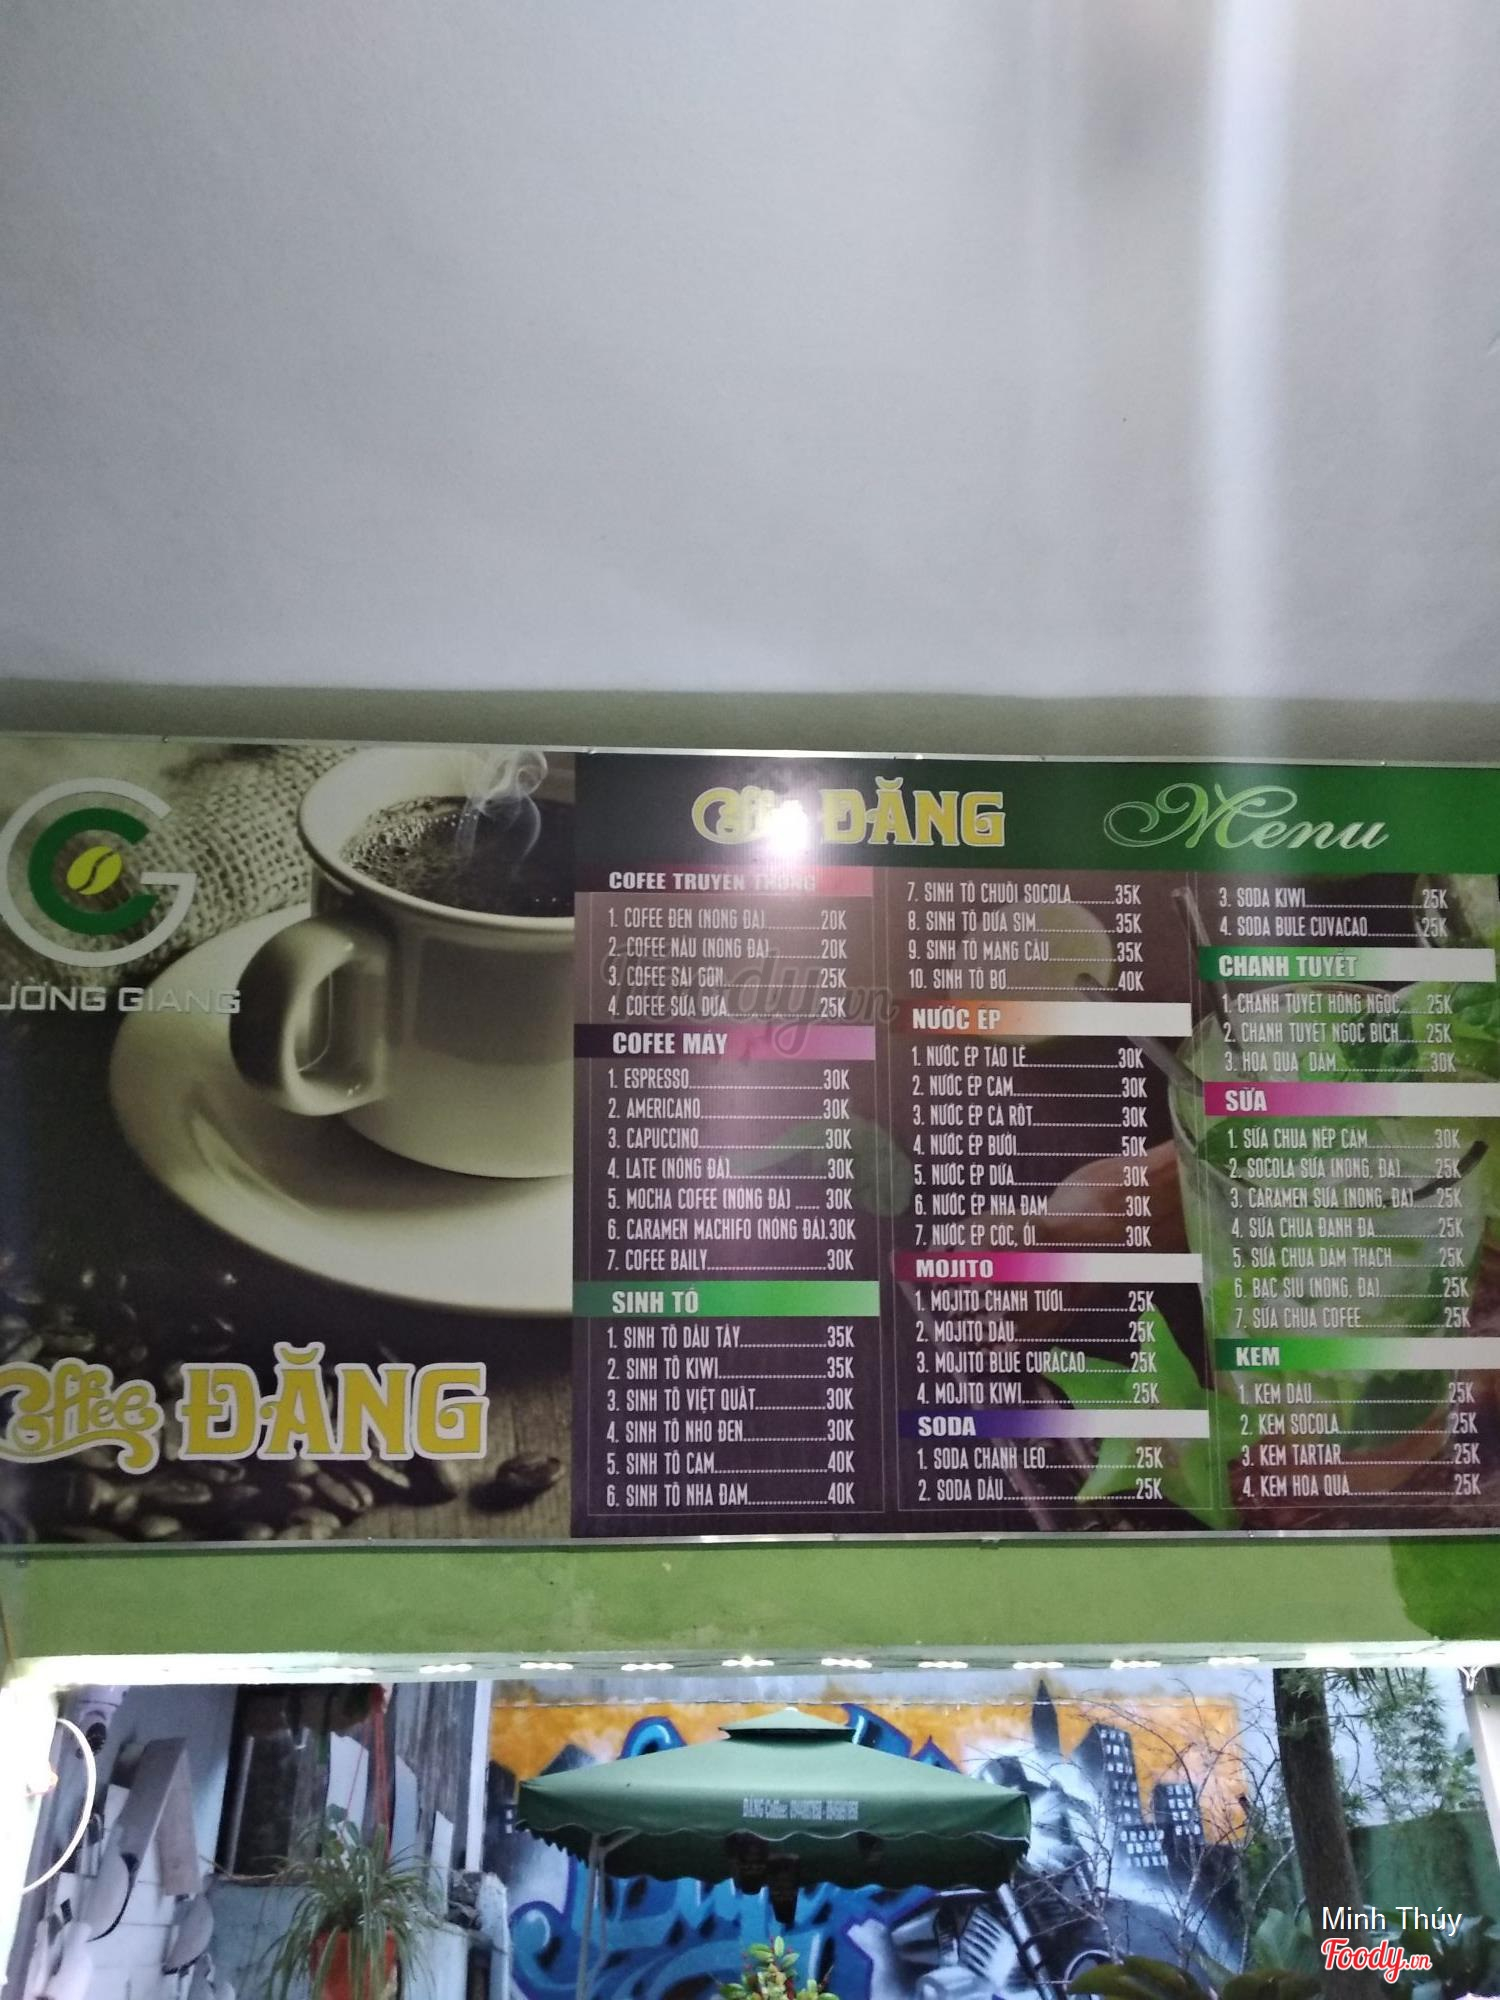 Coffee ĐĂNG
Menu
CG
ƯƠNG GIANG
Coffee ĐĂNG
COFEE TRUYỀN THỐNG
1. COFEE ĐEN (NÓNG ĐÁ)..............20K
2. COFEE NÂU (NÓNG ĐÁ)..............20K
3. COFEE SÀI GÒN..............25K
4. COFEE SỮA DỪA..............25K
COFEE MÁY
1. ESPRESSO..............30K
2. AMERICANO..............30K
3. CAPUCCINO..............30K
4. LATE (NÓNG ĐÁ)..............30K
5. MOCHA COFEE (NÓNG ĐÁ) ...... 30K
6. CARAMEN MACHIFO (NÓNG ĐÁ).30K
7. COFEE BAILY..............30K
SINH TỐ
1. SINH TỐ DÂU TÂY..............35K
2. SINH TỐ KIWI..............35K
3. SINH TỐ VIỆT QUẤT..............30K
4. SINH TỐ NHO ĐEN..............30K
5. SINH TỐ CAM..............40K
6. SINH TỐ NHA ĐAM..............40K
7. SINH TỐ CHUỐI SOCOLA..............35K
8. SINH TỐ DỪA SIM..............35K
9. SINH TỐ MÃNG CẦU..............35K
10. SINH TỐ BƠ..............40K
NƯỚC ÉP
1. NƯỚC ÉP TÁO LÊ..............30K
2. NƯỚC ÉP CAM..............30K
3. NƯỚC ÉP CÀ RỐT..............30K
4. NƯỚC ÉP BƯỞI..............50K
5. NƯỚC ÉP DỨA..............30K
6. NƯỚC ÉP NHA ĐAM..............30K
7. NƯỚC ÉP CÓC, ỔI..............30K
MOJITO
1. MOJITO CHANH TƯƠI..............25K
2. MOJITO DÂU..............25K
3. MOJITO BLUE CURACAO..............25K
4. MOJITO KIWI..............25K
SODA
1. SODA CHANH LEO..............25K
2. SODA DÂU..............25K
3. SODA KIWI..............25K
4. SODA BULE CUVACAO..............25K
CHANH TUYẾT
1. CHANH TUYẾT HỒNG NGỌC......25K
2. CHANH TUYẾT NGỌC BÍCH......25K
3. HOA QUẢ DẦM..............30K
SỮA
1. SỮA CHUA NẾP CẨM..............30K
2. SOCOLA SỮA (NÓNG, ĐÁ)......25K
3. CARAMEN SỮA (NÓNG, ĐÁ)....25K
4. SỮA CHUA ĐÁNH ĐÁ..............25K
5. SỮA CHUA DẦM THẠCH..............25K
6. BẠC SỈU (NÓNG, ĐÁ)..............25K
7. SỮA CHUA COFEE..............25K
KEM
1. KEM DÂU..............25K
2. KEM SOCOLA..............25K
3. KEM TARTAR..............25K
4. KEM HOA QUẢ..............25K
Foody.vn
Minh Thúy
Foody.vn